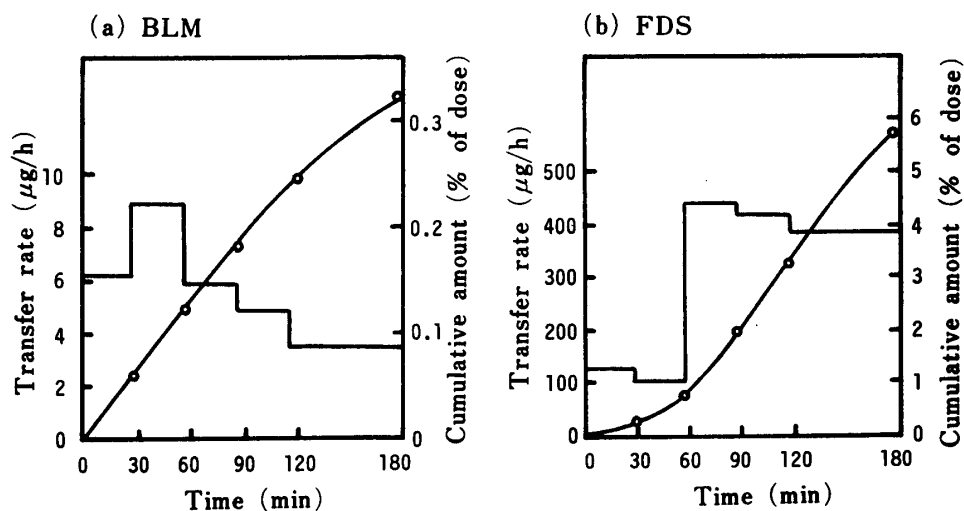 (a) BLM
Transfer rate (μg/h)
10
8
6
4
2
0
0.3
0.2
0.1
0
Cumulative amount (% of dose)
0 30 60 90 120 180
Time (min)
(b) FDS
Transfer rate (μg/h)
500
400
300
200
100
0
6
5
4
3
2
1
0
Cumulative amount (% of dose)
0 30 60 90 120 180
Time (min)